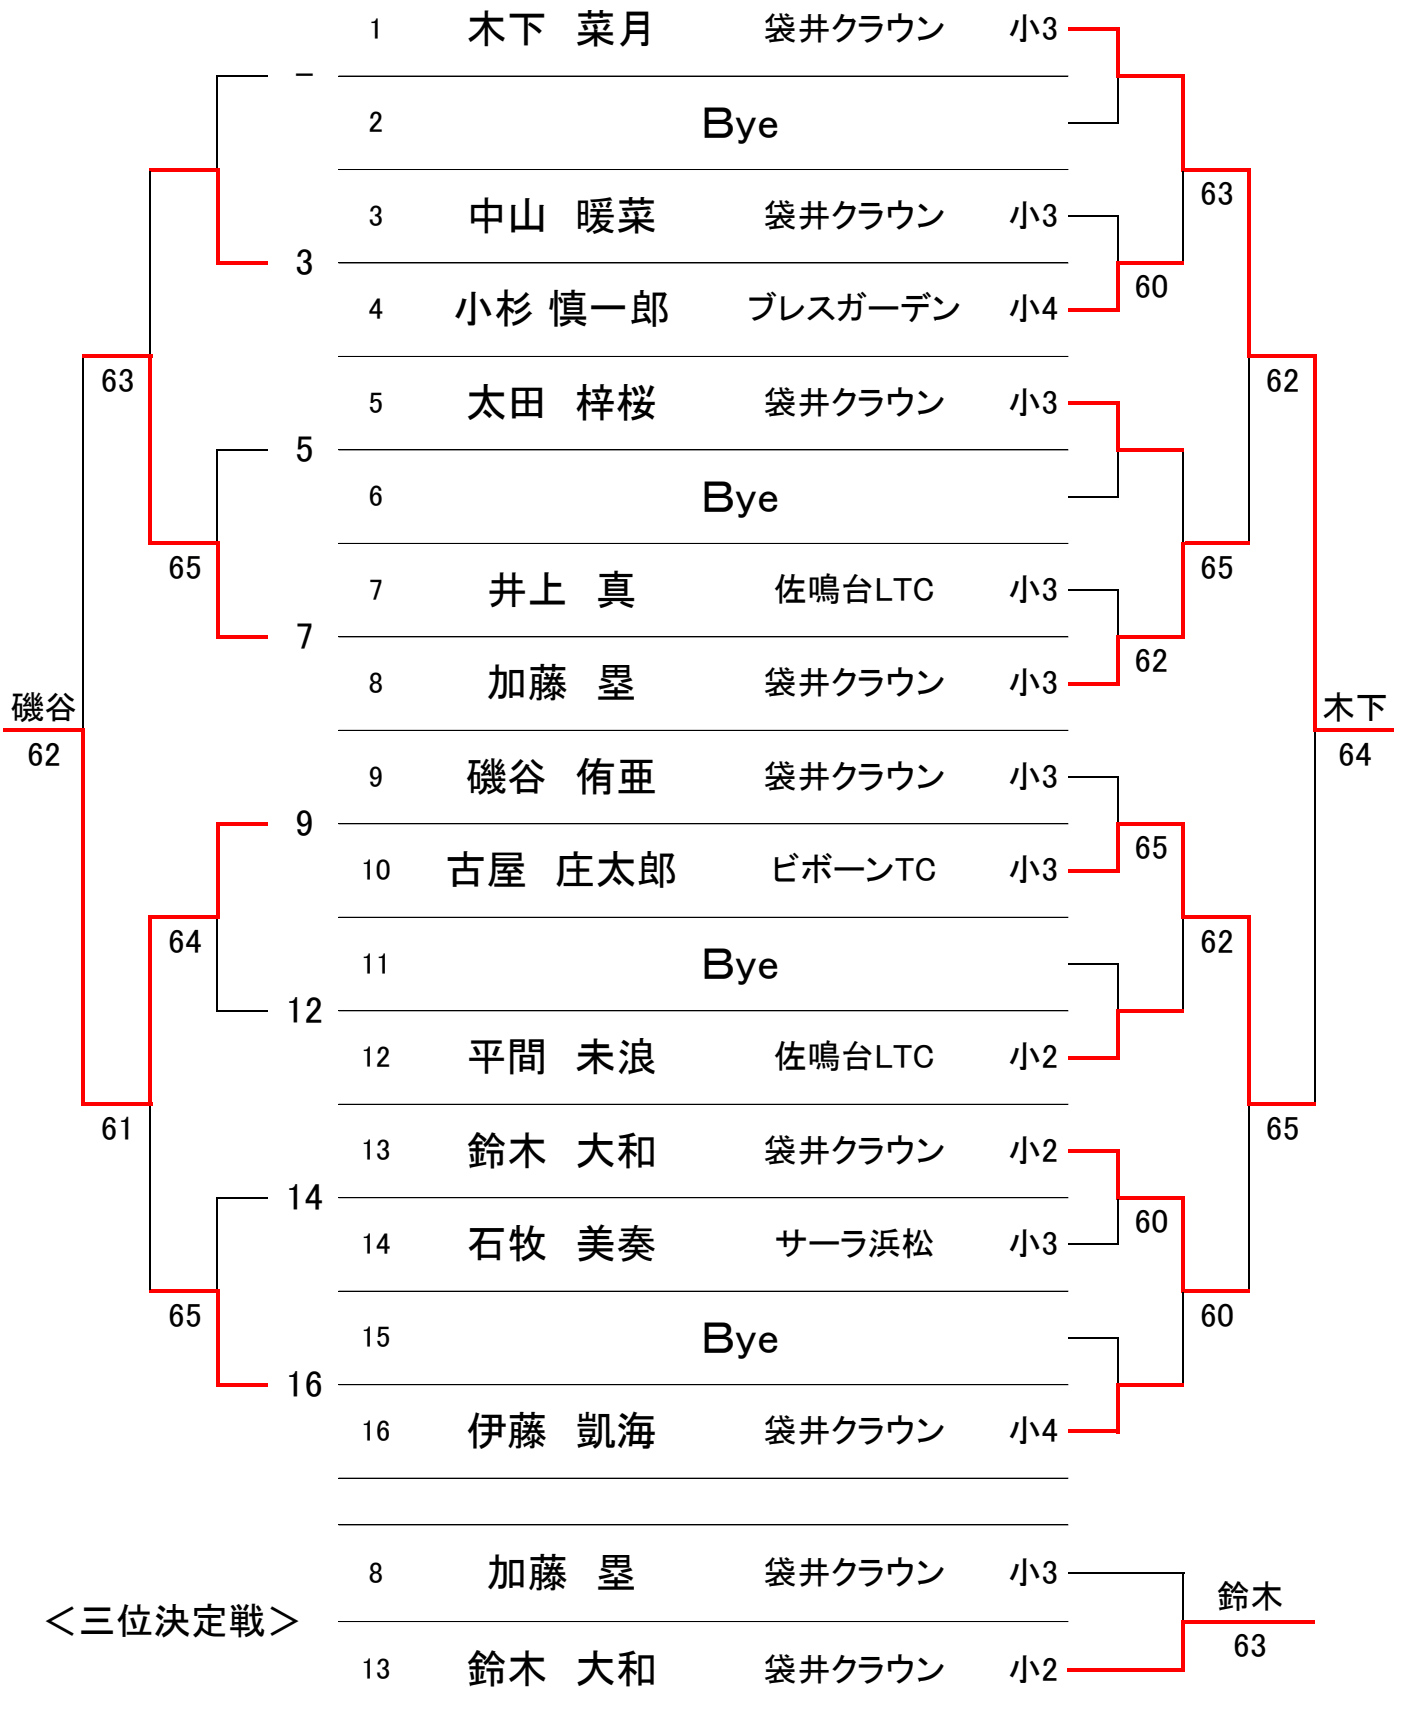 1 木下 菜月 袋井クラウン 小3
-
2 Bye
63
3 中山 暖菜 袋井クラウン 小3
3
60
4 小杉 慎一郎 ブレスガーデン 小4
63
62
5 太田 梓桜 袋井クラウン 小3
5
6 Bye
65
65
7 井上 真 佐鳴台LTC 小3
7
62
8 加藤 塁 袋井クラウン 小3
磯谷
木下
62
64
9 磯谷 侑亜 袋井クラウン 小3
9
65
10 古屋 庄太郎 ビボーンTC 小3
64
62
11 Bye
12
12 平間 未浪 佐鳴台LTC 小2
61
65
13 鈴木 大和 袋井クラウン 小2
14
60
14 石牧 美奏 サーラ浜松 小3
65
60
15 Bye
16
16 伊藤 凱海 袋井クラウン 小4
8 加藤 塁 袋井クラウン 小3
鈴木
＜三位決定戦＞
63
13 鈴木 大和 袋井クラウン 小2